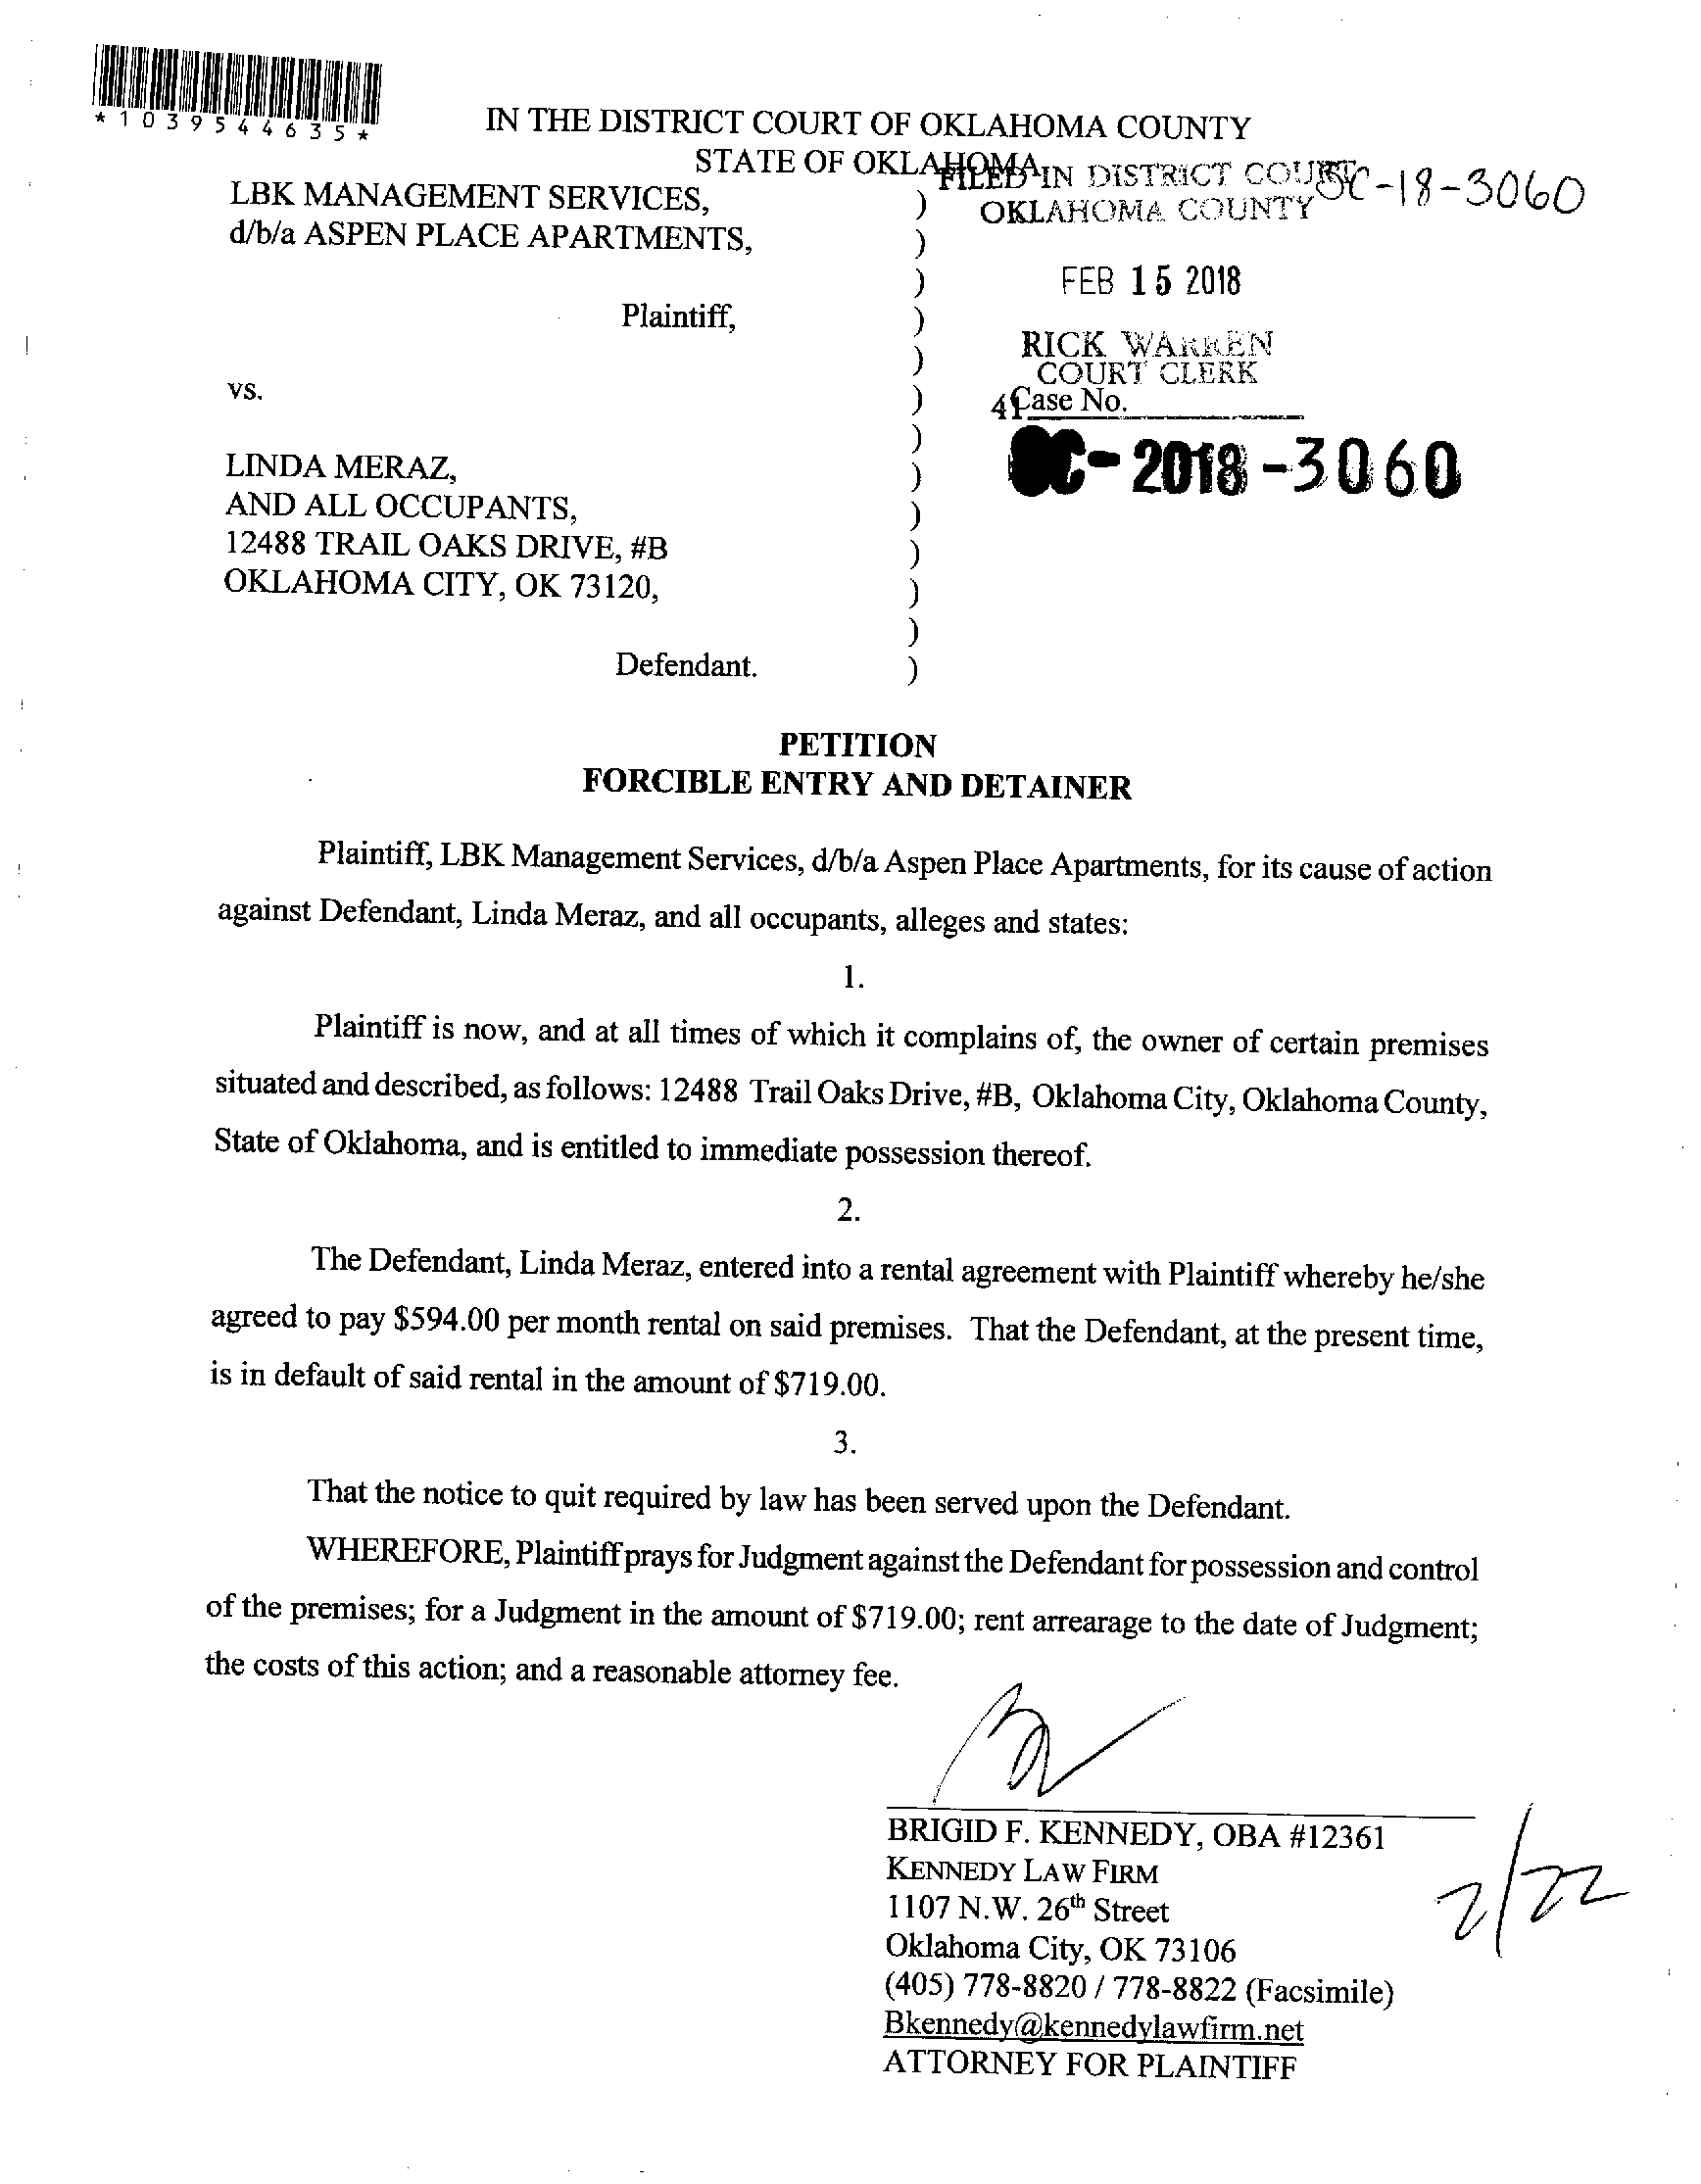 *1039544635*
IN THE DISTRICT COURT OF OKLAHOMA COUNTY
STATE OF OKLAHOMA
FILED IN DISTRICT COURT
OKLAHOMA COUNTY
SC-18-3060
LBK MANAGEMENT SERVICES, )
d/b/a ASPEN PLACE APARTMENTS, )
)
FEB 15 2018
Plaintiff, )
)
RICK WARREN
COURT CLERK
vs. )
Case No.
)
SC-2018-3060
LINDA MERAZ, )
AND ALL OCCUPANTS, )
12488 TRAIL OAKS DRIVE, #B )
OKLAHOMA CITY, OK 73120, )
)
Defendant. )
PETITION
FORCIBLE ENTRY AND DETAINER
Plaintiff, LBK Management Services, d/b/a Aspen Place Apartments, for its cause of action
against Defendant, Linda Meraz, and all occupants, alleges and states:
1.
Plaintiff is now, and at all times of which it complains of, the owner of certain premises
situated and described, as follows: 12488 Trail Oaks Drive, #B, Oklahoma City, Oklahoma County,
State of Oklahoma, and is entitled to immediate possession thereof.
2.
The Defendant, Linda Meraz, entered into a rental agreement with Plaintiff whereby he/she
agreed to pay $594.00 per month rental on said premises. That the Defendant, at the present time,
is in default of said rental in the amount of $719.00.
3.
That the notice to quit required by law has been served upon the Defendant.
WHEREFORE, Plaintiff prays for Judgment against the Defendant for possession and control
of the premises; for a Judgment in the amount of $719.00; rent arrearage to the date of Judgment;
the costs of this action; and a reasonable attorney fee.
BRIGID F. KENNEDY, OBA #12361
KENNEDY LAW FIRM
1107 N.W. 26th Street
Oklahoma City, OK 73106
(405) 778-8820 / 778-8822 (Facsimile)
Bkennedy@kennedylawfirm.net
ATTORNEY FOR PLAINTIFF
2/22